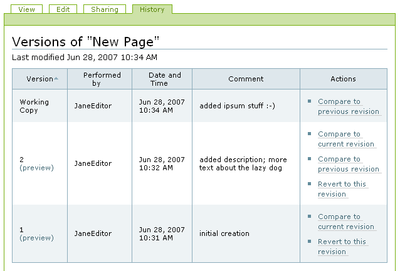 View Edit Sharing History
Versions of "New Page"
Last modified Jun 28, 2007 10:34 AM
Version Performed by Date and Time Comment Actions
Working Copy JaneEditor Jun 28, 2007 10:34 AM added ipsum stuff :-)
Compare to previous revision
2 (preview) JaneEditor Jun 28, 2007 10:32 AM added description; more text about the lazy dog
Compare to current revision
Compare to previous revision
Revert to this revision
1 (preview) JaneEditor Jun 28, 2007 10:31 AM initial creation
Compare to current revision
Revert to this revision